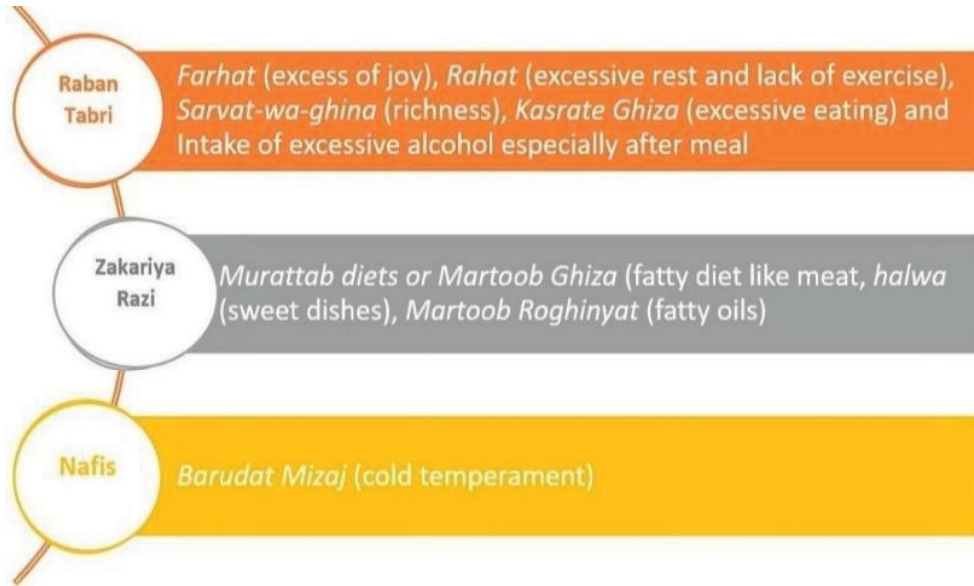 Raban
Tabri
Farhat (excess of joy), Rahat (excessive rest and lack of exercise),
Sarvat-wa-ghina (richness), Kasrate Ghiza (excessive eating) and
Intake of excessive alcohol especially after meal
Zakariya
Razi
Murattab diets or Martoob Ghiza (fatty diet like meat, halwa
(sweet dishes), Martoob Roghinyat (fatty oils)
Nafis
Barudat Mizaj (cold temperament)